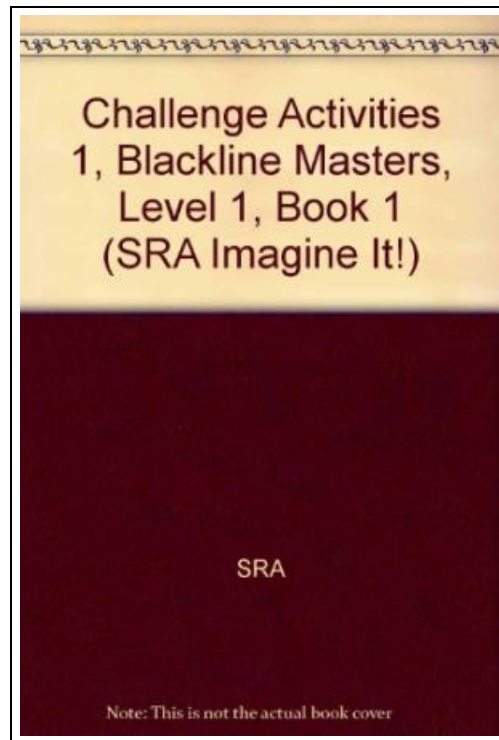 Challenge Activities
1, Blackline Masters,
Level 1, Book 1
(SRA Imagine It!)
SRA
Note: This is not the actual book cover